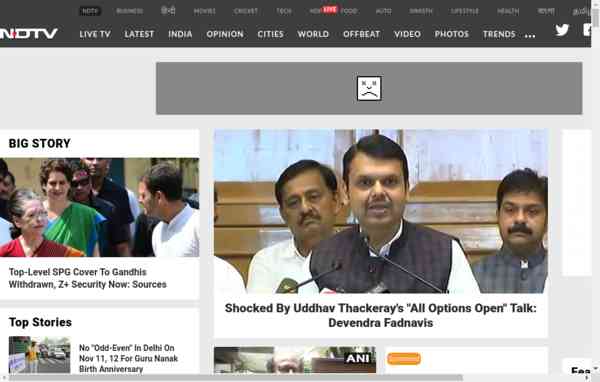 NDTV
BUSINESS
हिन्दी
MOVIES
CRICKET
TECH
LIVE
FOOD
AUTO
SWASTH
LIFESTYLE
HEALTH
বাংলা
NDTV
LIVE TV
LATEST
INDIA
OPINION
CITIES
WORLD
OFFBEAT
VIDEO
PHOTOS
TRENDS
...
BIG STORY
Top-Level SPG Cover To Gandhis
Withdrawn, Z+ Security Now: Sources
Shocked By Uddhav Thackeray's "All Options Open" Talk:
Devendra Fadnavis
Top Stories
No "Odd-Even" In Delhi On
Nov 11, 12 For Guru Nanak
Birth Anniversary
ANI
Sponsored